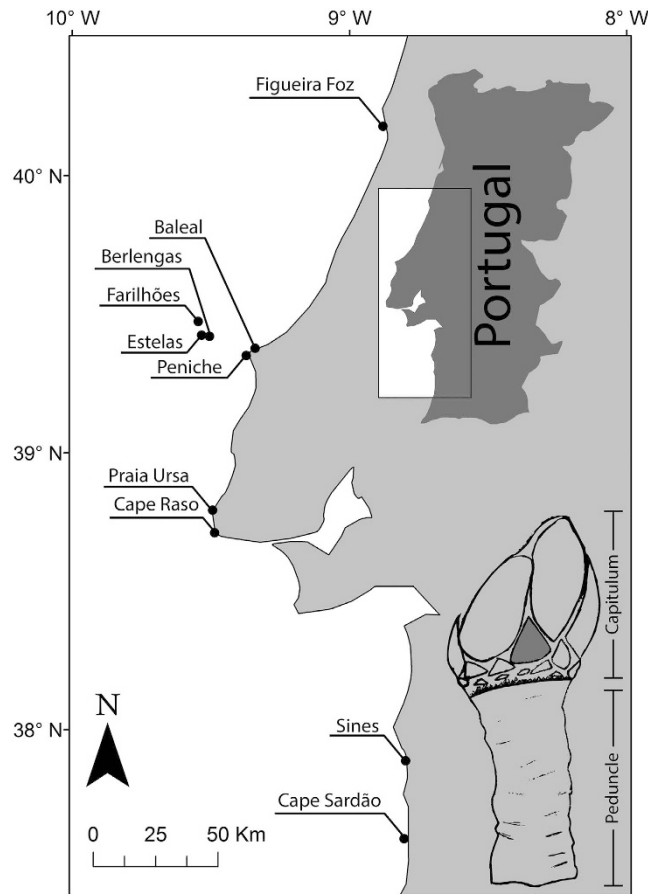 10° W
9° W
8° W
Figueira Foz
40° N
Portugal
Baleal
Berlengas
Farilhões
Estelas
Peniche
39° N
Praia Ursa
Cape Raso
Capitulum
38° N
N
Sines
Peduncle
Cape Sardão
0 25 50 Km